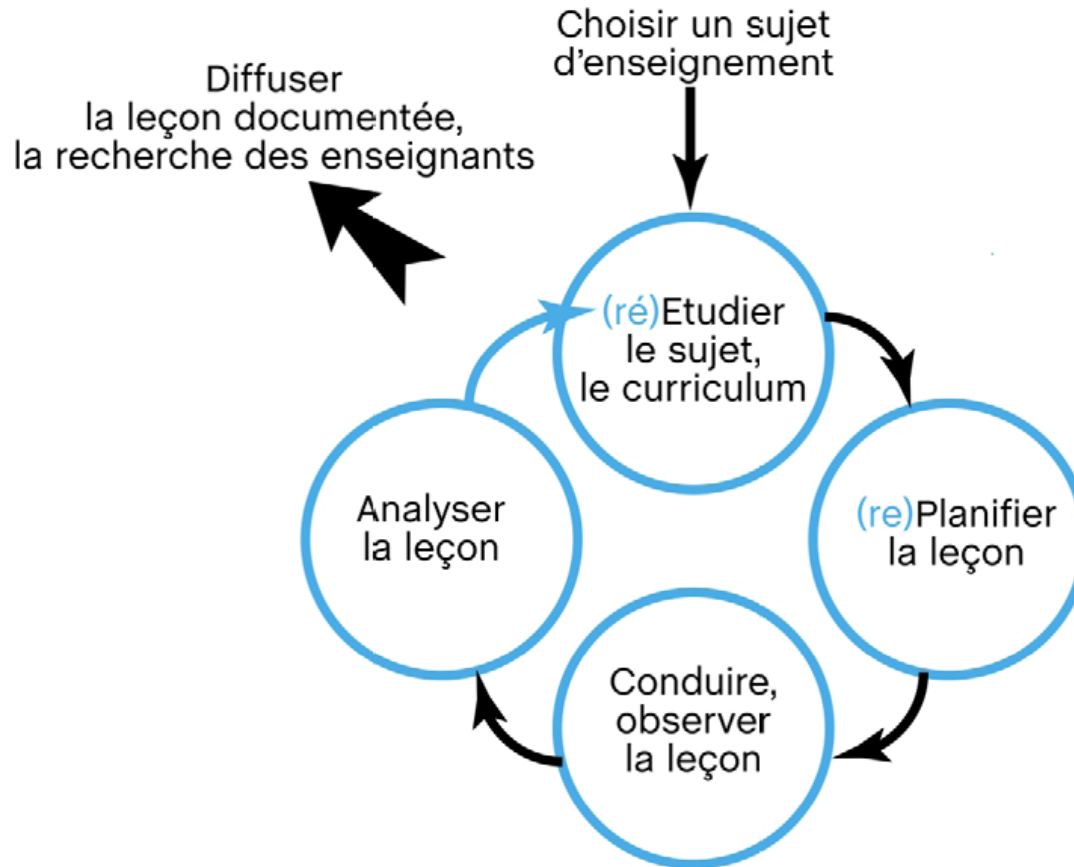 Choisir un sujet
d'enseignement
Diffuser
la leçon documentée,
la recherche des enseignants
(ré)Etudier
le sujet,
le curriculum
(re)Planifier
la leçon
Conduire,
observer
la leçon
Analyser
la leçon